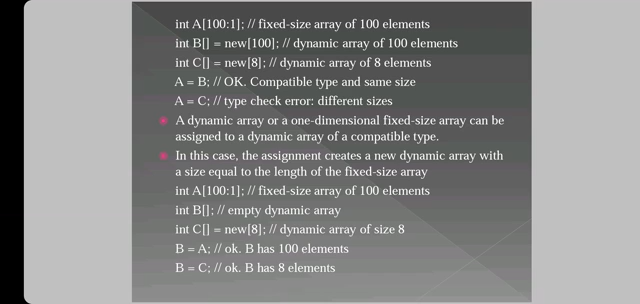 int A[100:1]; // fixed-size array of 100 elements
int B[] = new[100]; // dynamic array of 100 elements
int C[] = new[8]; // dynamic array of 8 elements
A = B; // OK. Compatible type and same size
A = C; // type check error: different sizes
A dynamic array or a one-dimensional fixed-size array can be
assigned to a dynamic array of a compatible type.
In this case, the assignment creates a new dynamic array with
a size equal to the length of the fixed-size array
int A[100:1]; // fixed-size array of 100 elements
int B[]; // empty dynamic array
int C[] = new[8]; // dynamic array of size 8
B = A; // ok. B has 100 elements
B = C; // ok. B has 8 elements